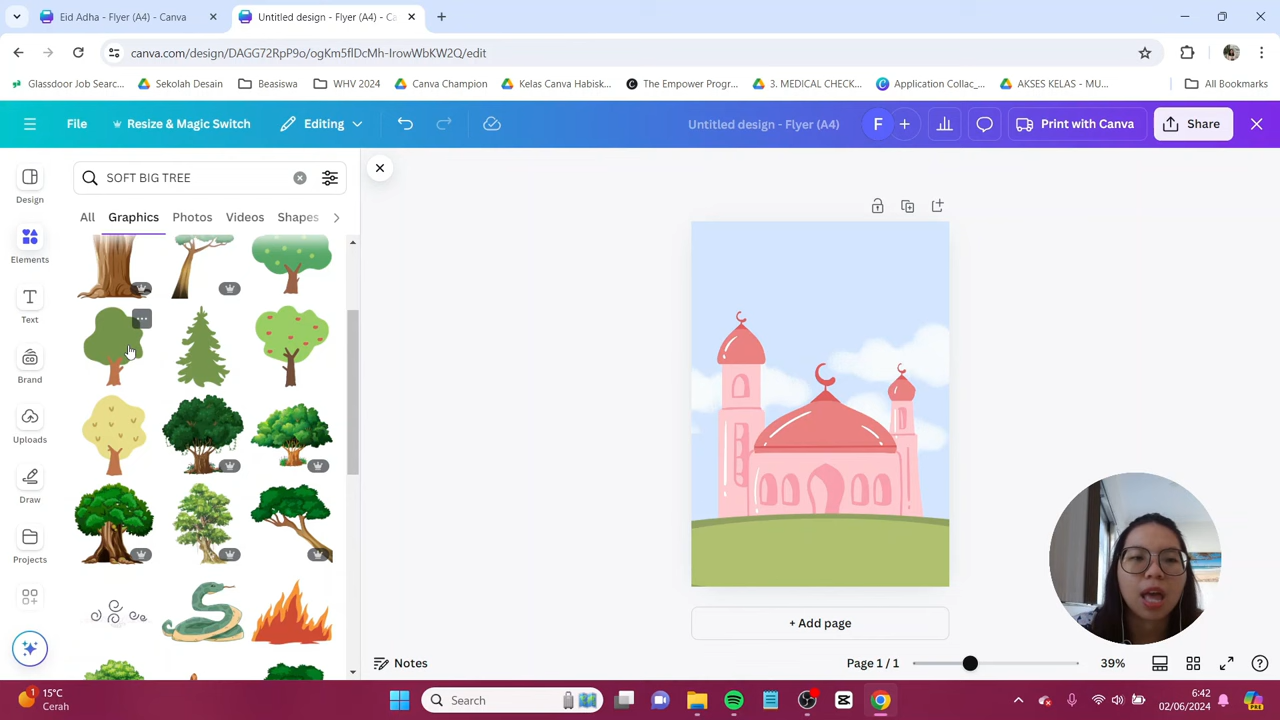 Eid Adha - Flyer (A4) - Canva
Untitled design - Flyer (A4) - Ca
canva.com/design/DAGG72RpP9o/ogKm5flDcMh-IrowWbKW2Q/edit
Glassdoor Job Search...
Sekolah Desain
Beasiswa
WHV 2024
Canva Champion
Kelas Canva Habisk...
The Empower Progr...
3. MEDICAL CHECK...
Application Collac_...
AKSES KELAS - MU...
All Bookmarks
File
Resize & Magic Switch
Editing
Untitled design - Flyer (A4)
F
Print with Canva
Share
Design
Elements
Text
Brand
Uploads
Draw
Projects
SOFT BIG TREE
All
Graphics
Photos
Videos
Shapes
+ Add page
Notes
Page 1 / 1
39%
1
15°C
Cerah
Search
6:42
02/06/2024